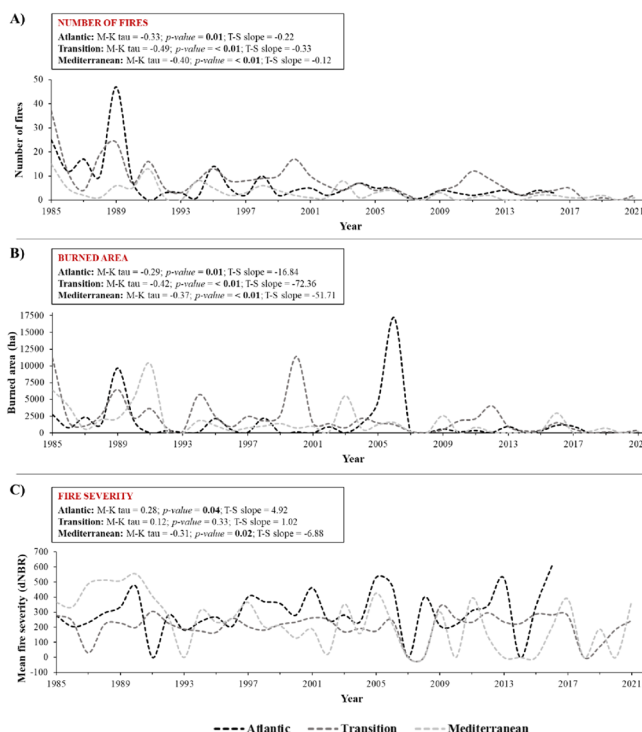 A)
NUMBER OF FIRES
Atlantic: M-K tau = -0.33; p-value = 0.01; T-S slope = -0.22
Transition: M-K tau = -0.49; p-value = < 0.01; T-S slope = -0.33
Mediterranean: M-K tau = -0.40; p-value = < 0.01; T-S slope = -0.12
Number of fires
50
40
30
20
10
0
1985 1989 1993 1997 2001 2005 2009 2013 2017 2021
Year
B)
BURNED AREA
Atlantic: M-K tau = -0.29; p-value = 0.01; T-S slope = -16.84
Transition: M-K tau = -0.42; p-value = < 0.01; T-S slope = -72.36
Mediterranean: M-K tau = -0.37; p-value = < 0.01; T-S slope = -51.71
Burned area (ha)
17500
15000
12500
10000
7500
5000
2500
0
1985 1989 1993 1997 2001 2005 2009 2013 2017
Year
C)
FIRE SEVERITY
Atlantic: M-K tau = 0.28; p-value = 0.04; T-S slope = 4.92
Transition: M-K tau = 0.12; p-value = 0.33; T-S slope = 1.02
Mediterranean: M-K tau = -0.31; p-value = 0.02; T-S slope = -6.88
Mean fire severity (dNBR)
700
600
500
400
300
200
100
0
-100
1985 1989 1993 1997 2001 2005 2009 2013 2017 2021
Year
Atlantic Transition Mediterranean